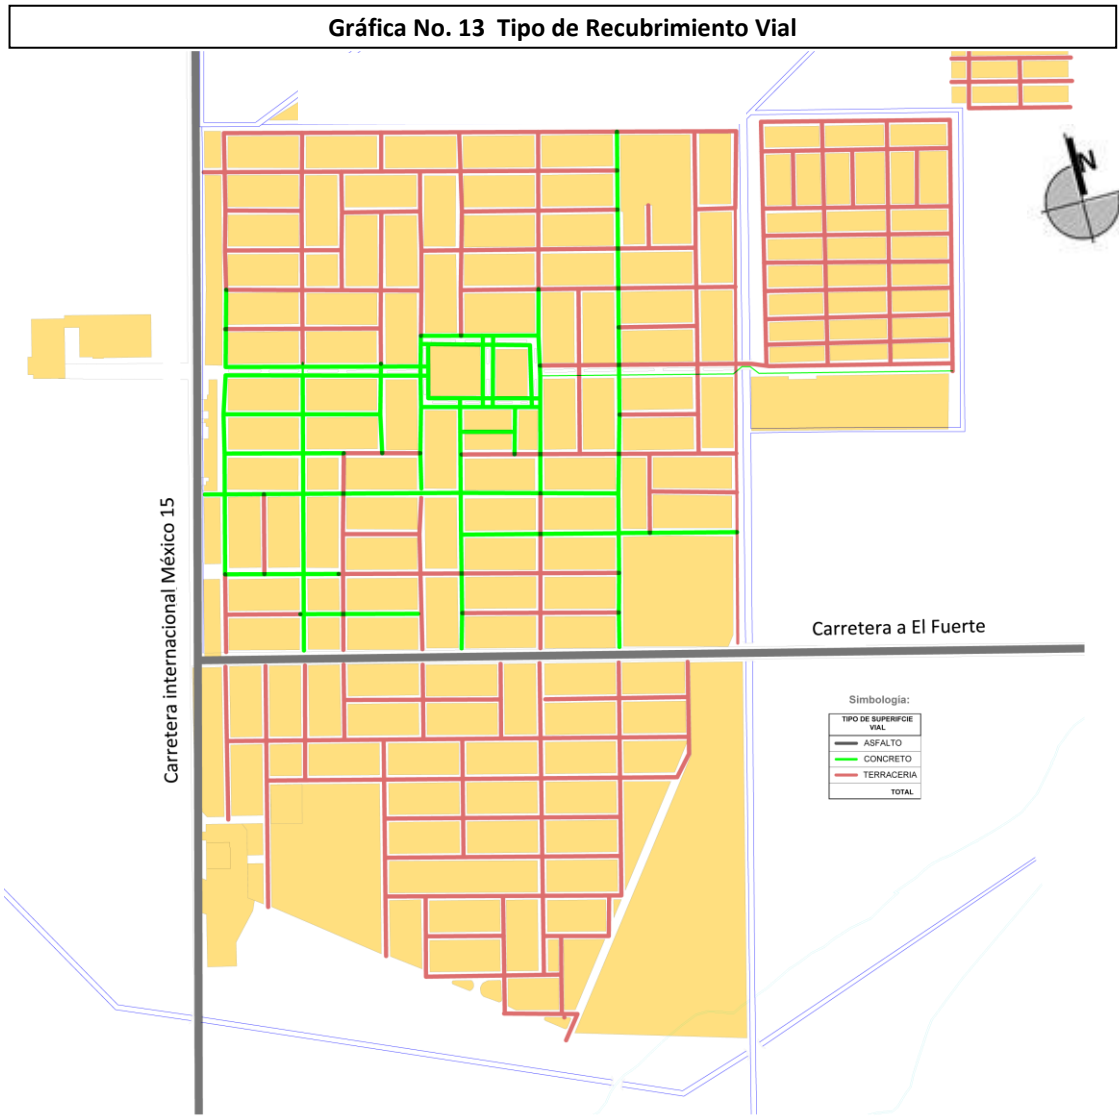 Gráfica No. 13  Tipo de Recubrimiento Vial
N
Carretera internacional México 15
Carretera a El Fuerte
Simbología:
TIPO DE SUPERIFCIE
VIAL
ASFALTO
CONCRETO
TERRACERIA
TOTAL